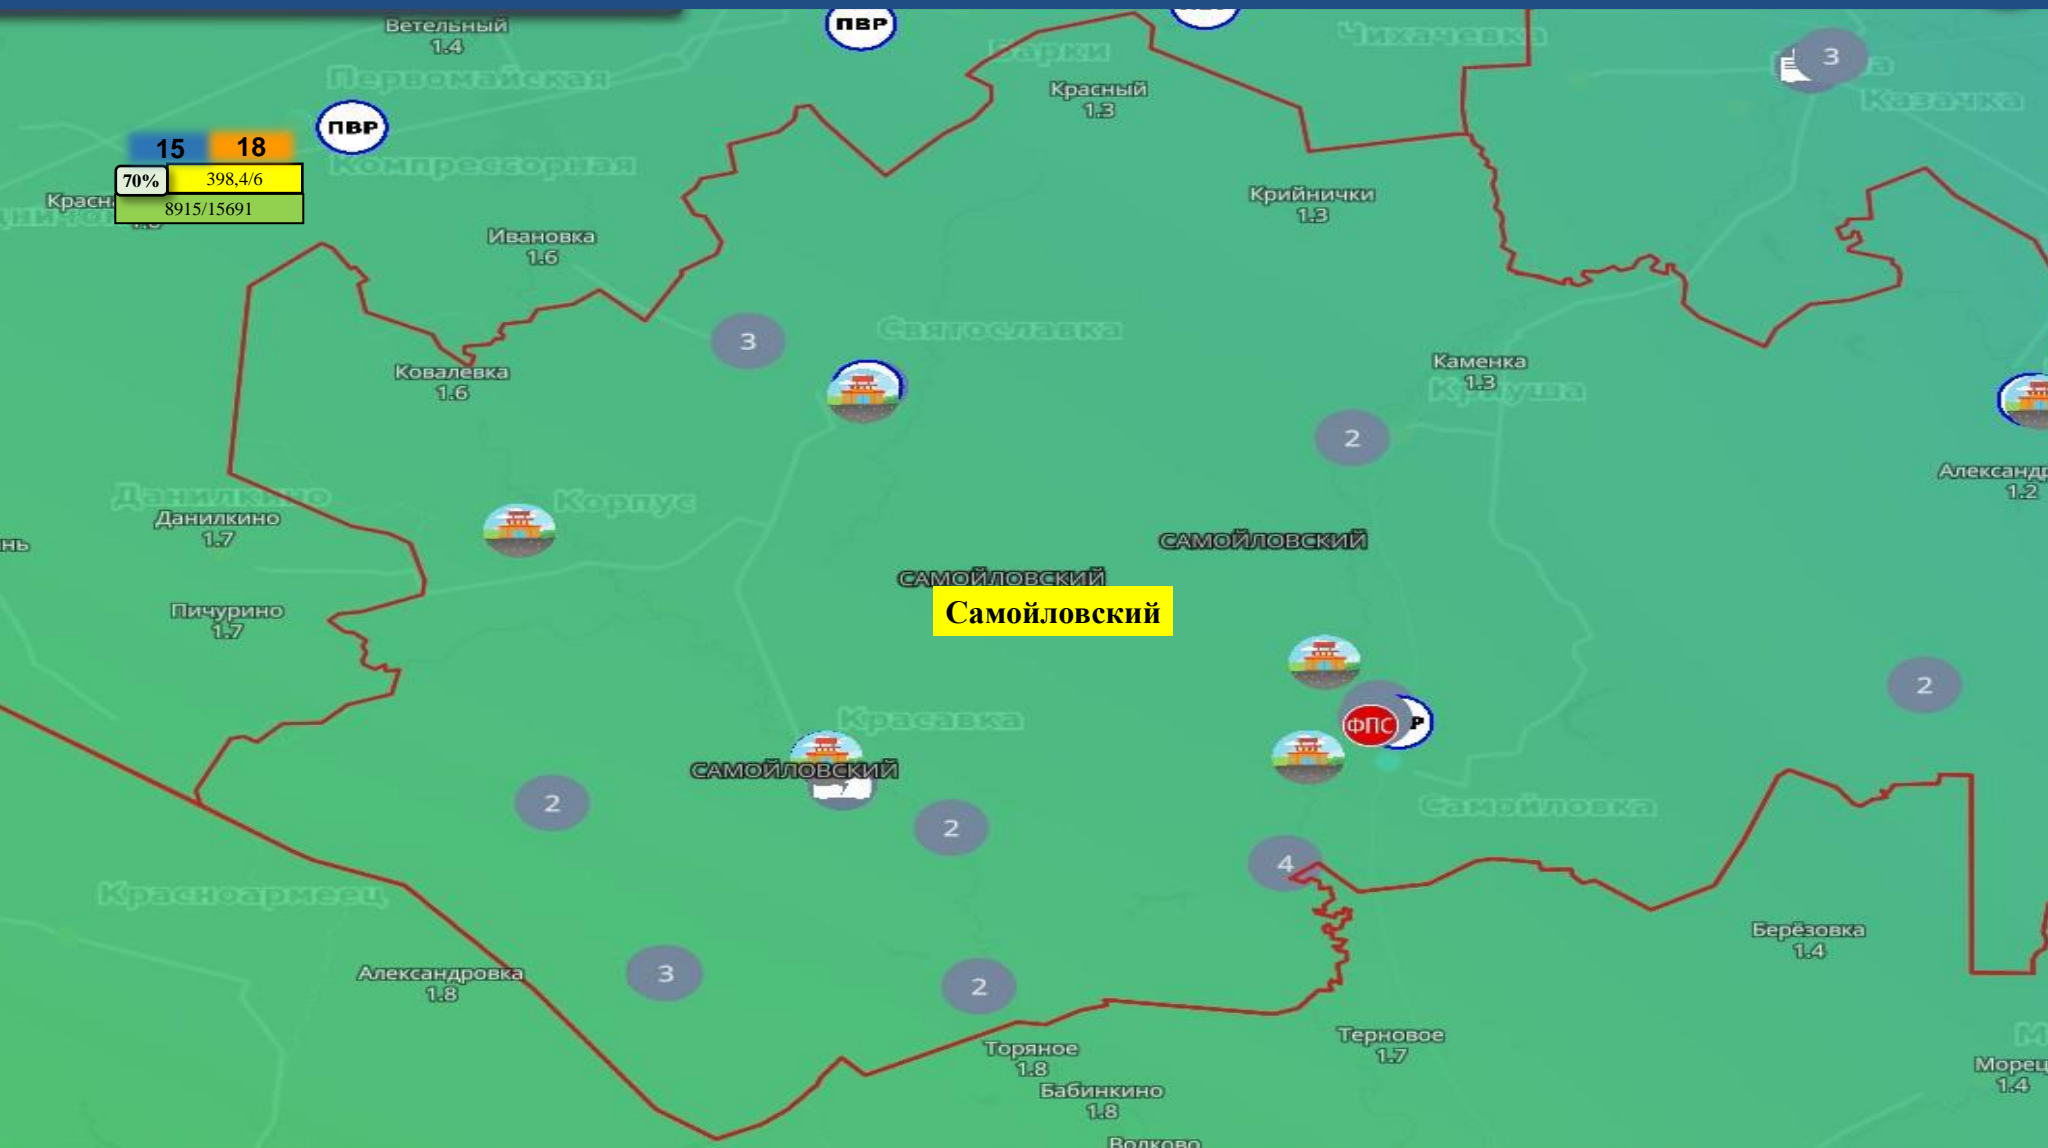 Ветельный
1.4
ПВР
Барки
Чихачевка
3
Первомайская
Красный
1.3
Казачка
ПВР
15
18
70%
398,4/6
8915/15691
Компрессорная
Крийнички
1.3
Ивановка
1.6
3
Святославка
Ковалевка
1.6
Каменка
1.3
Криуша
2
Данилкино
Данилкино
1.7
Корпус
1.2
САМОЙЛОВСКИЙ
САМОЙЛОВСКИЙ
Самойловский
Пичурино
1.7
2
ФПС
Красавка
САМОЙЛОВСКИЙ
2
2
Самойловка
4
Красноармеец
Берёзовка
1.4
Александровка
1.8
3
2
Торяное
1.8
Терновое
1.7
Бабинкино
1.8
1.4
Волково